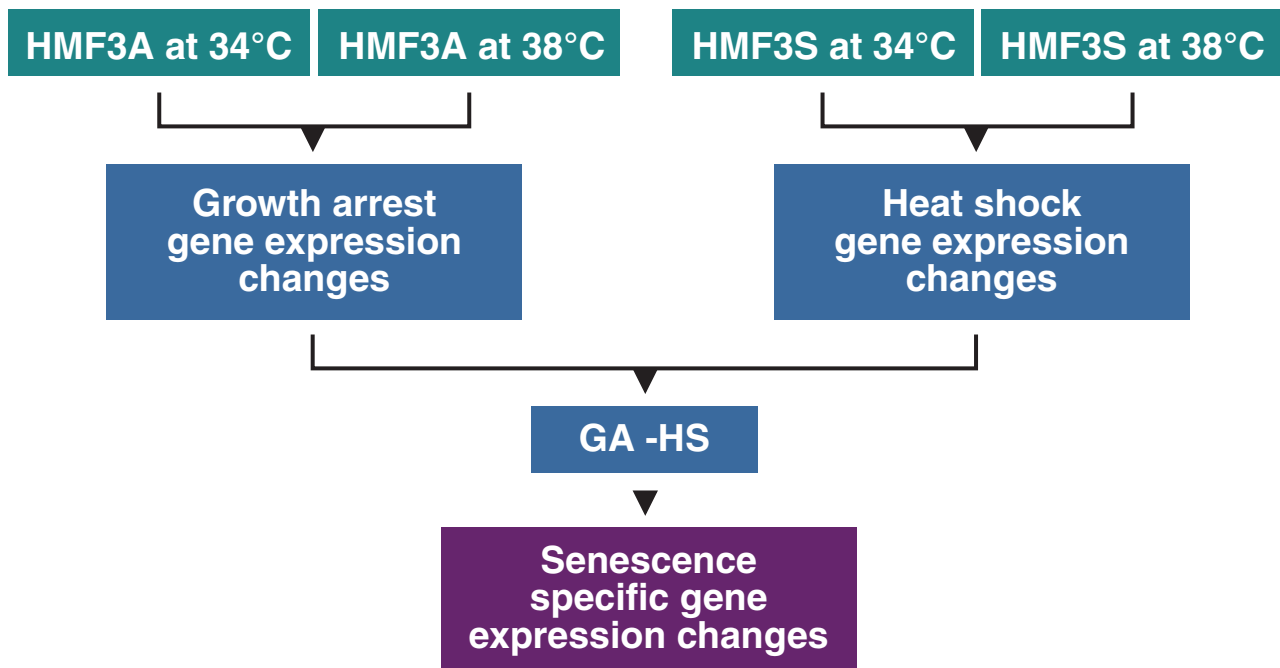 HMF3A at 34°C
HMF3A at 38°C
HMF3S at 34°C
HMF3S at 38°C
Growth arrest
gene expression
changes
Heat shock
gene expression
changes
GA -HS
Senescence
specific gene
expression changes